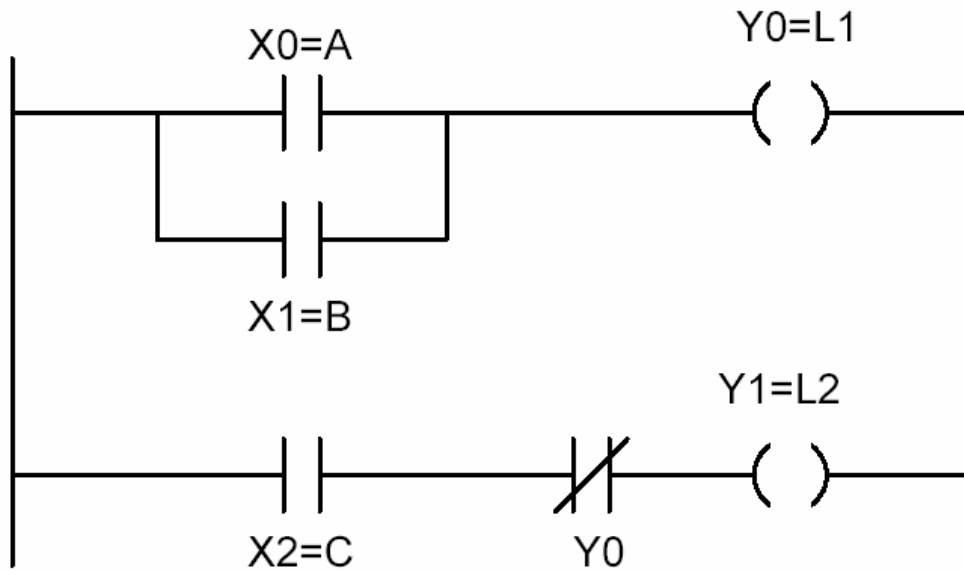 X0=A
Y0=L1
X1=B
Y1=L2
X2=C
Y0